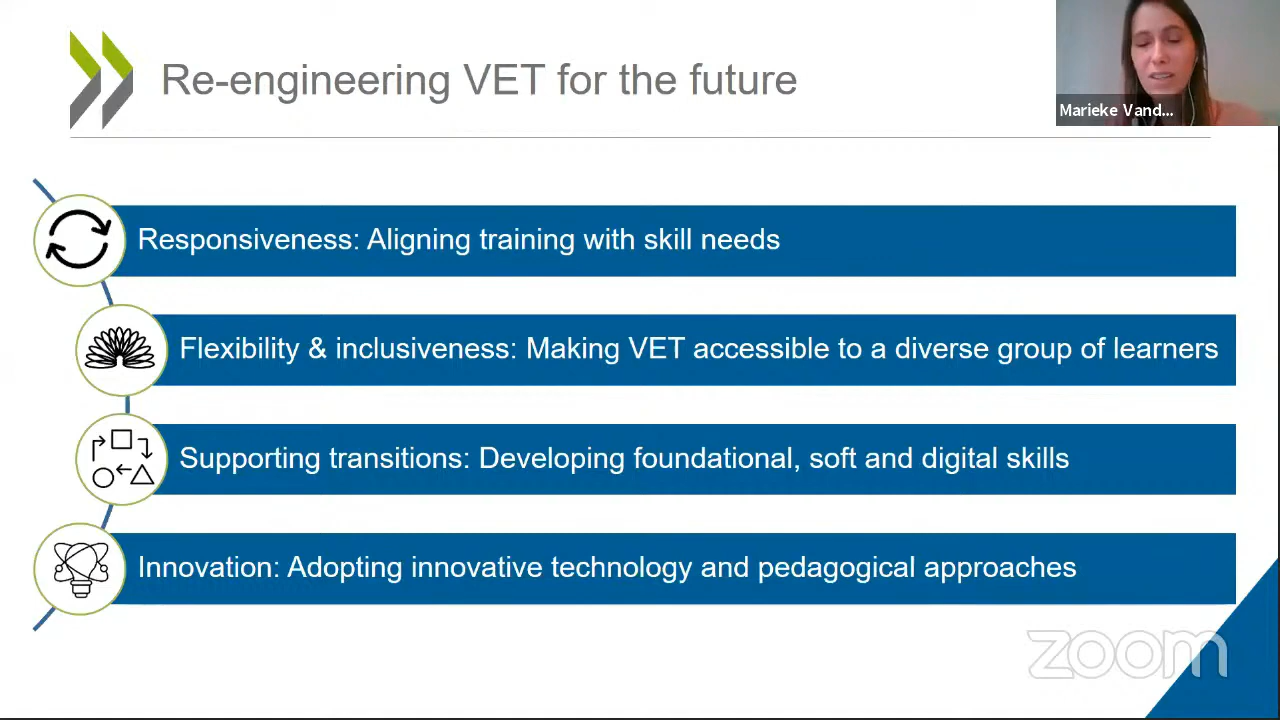 Re-engineering VET for the future
Marieke Vand...
Responsiveness: Aligning training with skill needs
Flexibility & inclusiveness: Making VET accessible to a diverse group of learners
Supporting transitions: Developing foundational, soft and digital skills
Innovation: Adopting innovative technology and pedagogical approaches
zoom